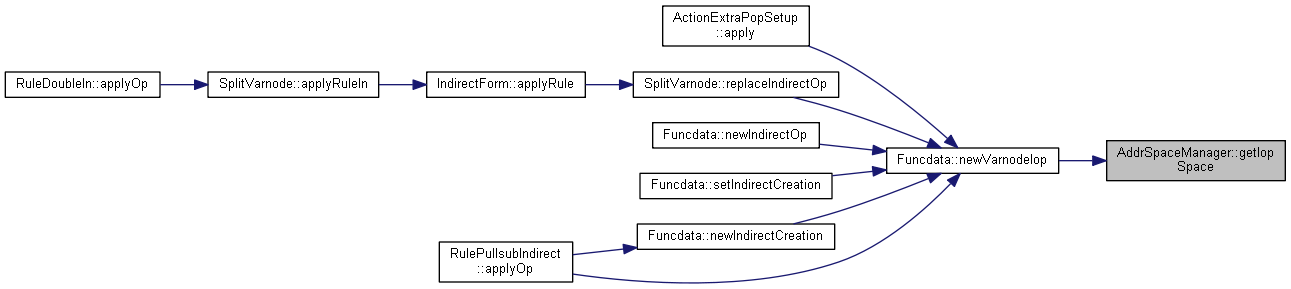 ActionExtraPopSetup
::apply
RuleDoubleIn::applyOp
SplitVarnode::applyRuleIn
IndirectForm::applyRule
SplitVarnode::replaceIndirectOp
Funcdata::newIndirectOp
Funcdata::newVarnodeIop
AddrSpaceManager::getIop
Space
Funcdata::setIndirectCreation
Funcdata::newIndirectCreation
RulePullsubIndirect
::applyOp